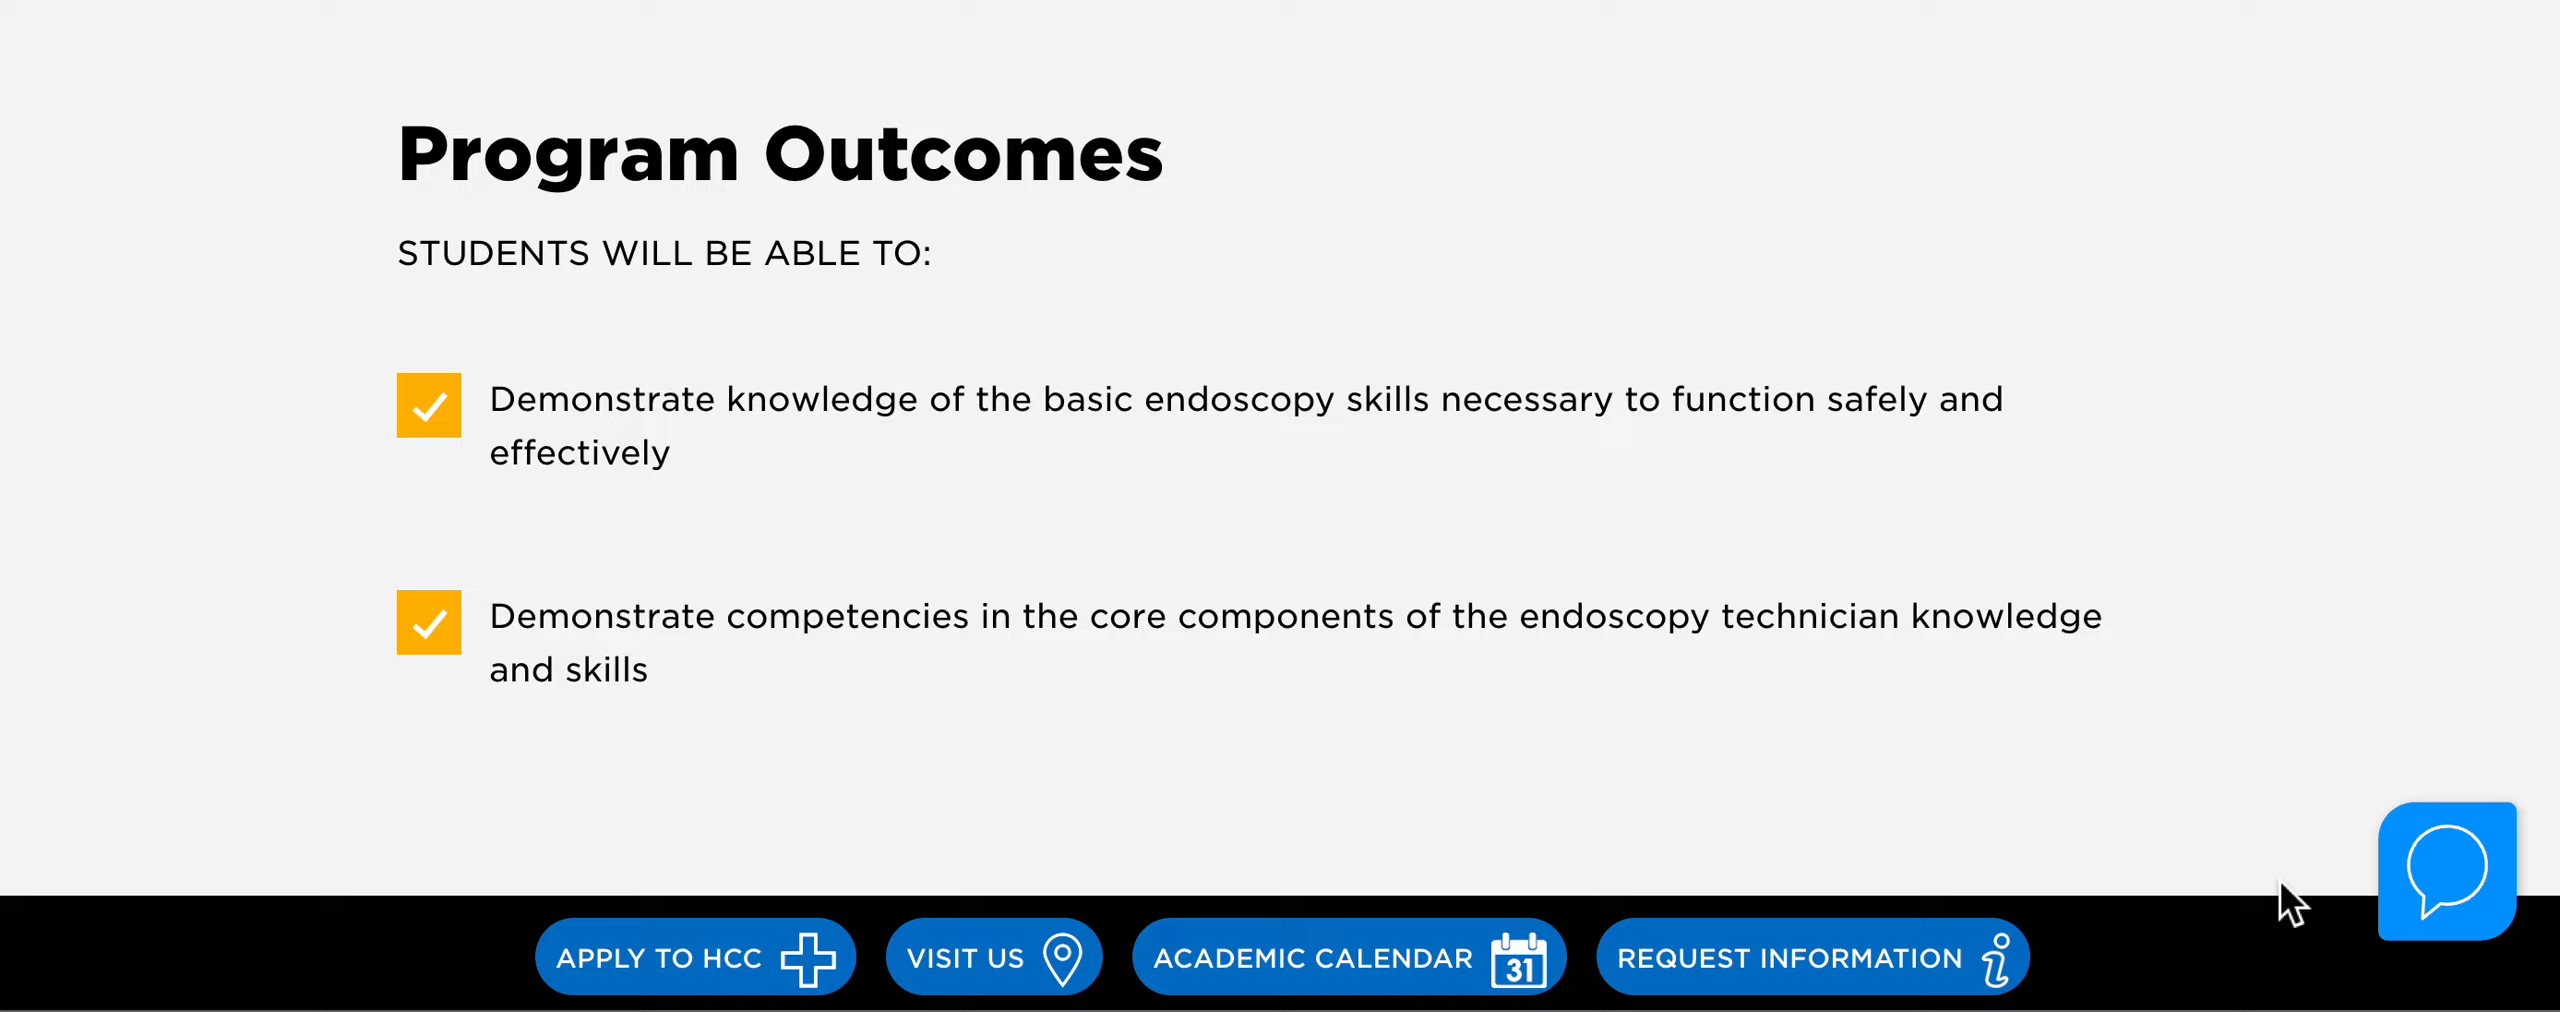 Program Outcomes
STUDENTS WILL BE ABLE TO:
Demonstrate knowledge of the basic endoscopy skills necessary to function safely and
effectively
Demonstrate competencies in the core components of the endoscopy technician knowledge
and skills
APPLY TO HCC
VISIT US
ACADEMIC CALENDAR 31
REQUEST INFORMATION i